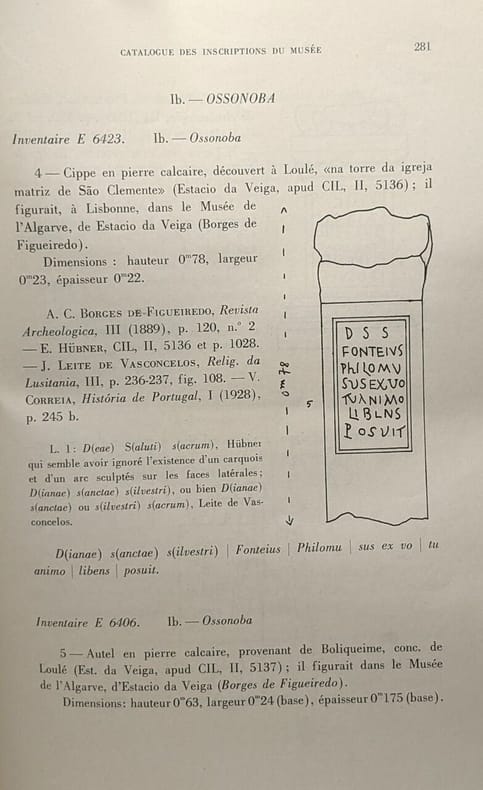 CATALOGUE DES INSCRIPTIONS DU MUSÉE 281
Ib. — OSSONOBA
Inventaire E 6423. Ib. — Ossonoba
4 — Cippe en pierre calcaire, découvert à Loulé, «na torre da igreja
matriz de São Clemente» (Estacio da Veiga, apud CIL, II, 5136) ; il
figurait, à Lisbonne, dans le Musée de
l'Algarve, de Estacio da Veiga (Borges de
Figueiredo).
Dimensions : hauteur 0m78, largeur
0m23, épaisseur 0m22.
A. C. BORGES DE FIGUEIREDO, Revista
Archeologica, III (1889), p. 120, n.° 2
— E. HÜBNER, CIL, II, 5136 et p. 1028.
— J. LEITE DE VASCONCELOS, Relig. da
Lusitania, III, p. 236-237, fig. 108. — V.
CORREIA, História de Portugal, I (1928),
p. 245 b.
L. 1 : D(eae) S(aluti) s(acrum), Hübner
qui semble avoir ignoré l'existence d'un carquois
et d'un arc sculptés sur les faces latérales ;
D(ianae) s(anctae) s(ilvestri), ou bien D(ianae)
s(anctae) ou s(ilvestri) s(acrum), Leite de Vas-
concelos.
0m78
5
D S S
FONTEIVS
PHILOMV
SVSEXVO
TVANIMO
LIBLNS
POSVIT
D(ianae) s(anctae) s(ilvestri) | Fonteius | Philomu | sus ex vo | tu
animo | libens | posuit.
Inventaire E 6406. Ib. — Ossonoba
5 — Autel en pierre calcaire, provenant de Boliqueime, conc. de
Loulé (Est. da Veiga, apud CIL, II, 5137) ; il figurait dans le Musée
de l'Algarve, d'Estacio da Veiga (Borges de Figueiredo).
Dimensions: hauteur 0m63, largeur 0m24 (base), épaisseur 0m175 (base).